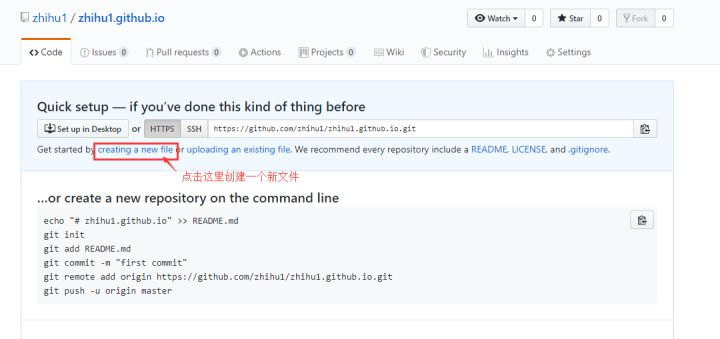 zhihu1 / zhihu1.github.io
Watch 0 Star 0 Fork 0
Code Issues 0 Pull requests 0 Actions Projects 0 Wiki Security Insights Settings
Quick setup — if you've done this kind of thing before
Set up in Desktop or HTTPS SSH https://github.com/zhihu1/zhihu1.github.io.git
Get started by creating a new file or uploading an existing file. We recommend every repository include a README, LICENSE, and .gitignore.
点击这里创建一个新文件
...or create a new repository on the command line
echo "# zhihu1.github.io" >> README.md
git init
git add README.md
git commit -m "first commit"
git remote add origin https://github.com/zhihu1/zhihu1.github.io.git
git push -u origin master